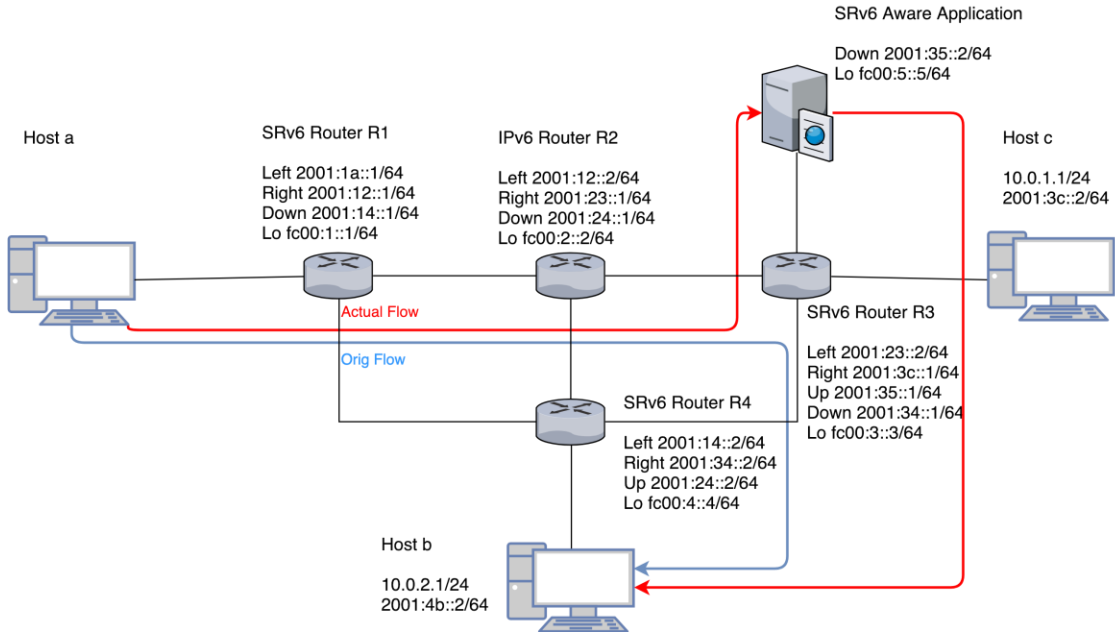 SRv6 Aware Application
Down 2001:35::2/64
Lo fc00:5::5/64
Host a
SRv6 Router R1
Left 2001:1a::1/64
Right 2001:12::1/64
Down 2001:14::1/64
Lo fc00:1::1/64
IPv6 Router R2
Left 2001:12::2/64
Right 2001:23::1/64
Down 2001:24::1/64
Lo fc00:2::2/64
Host c
10.0.1.1/24
2001:3c::2/64
Actual Flow
Orig Flow
SRv6 Router R3
Left 2001:23::2/64
Right 2001:3c::1/64
Up 2001:35::1/64
Down 2001:34::1/64
Lo fc00:3::3/64
SRv6 Router R4
Left 2001:14::2/64
Right 2001:34::2/64
Up 2001:24::2/64
Lo fc00:4::4/64
Host b
10.0.2.1/24
2001:4b::2/64